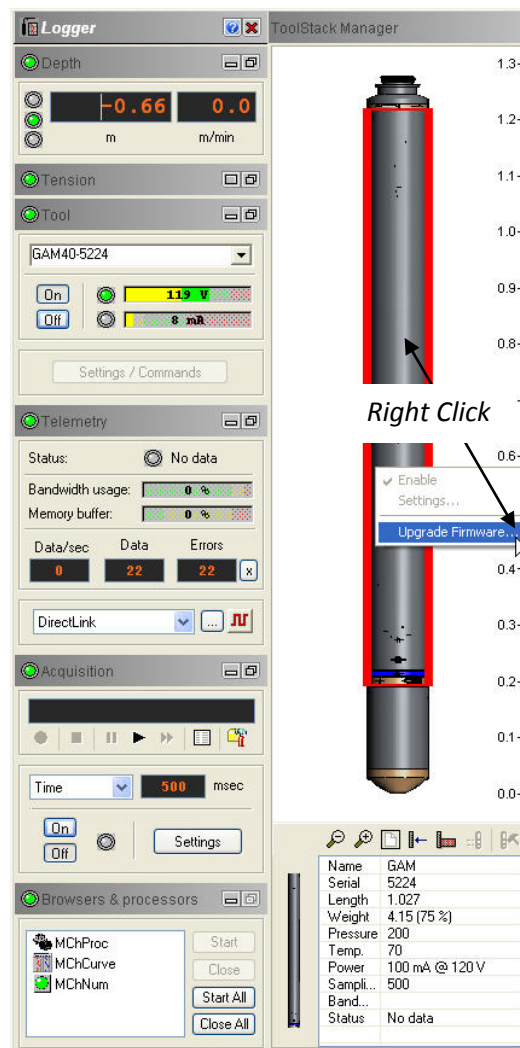 Logger
ToolStack Manager
Depth
-0.66 0.0
m m/min
Tension
Tool
GAM40-5224
On 119 V
Off 8 mA
Settings / Commands
Telemetry
Status: No data
Bandwidth usage: 0 %
Memory buffer: 0 %
Data/sec Data Errors
0 22 22 x
DirectLink ...
Acquisition
Time 500 msec
On
Off
Settings
Browsers & processors
MChProc
MChCurve
MChNum
Start
Close
Start All
Close All
1.3-
1.2-
1.1-
1.0-
0.9-
0.8-
Right Click
0.6-
Enable
Settings...
Upgrade Firmware...
0.4-
0.3-
0.2-
0.1-
0.0-
Name GAM
Serial 5224
Length 1.027
Weight 4.15 (75 %)
Pressure 200
Temp. 70
Power 100 mA @ 120 V
Sampli... 500
Band...
Status No data